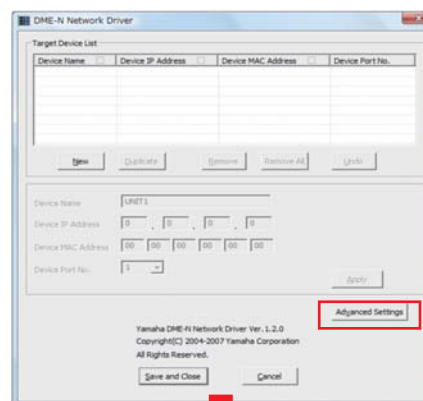 DME-N Network Driver
Target Device List
Device Name Device IP Address Device MAC Address Device Port No.
New Duplicate Remove Remove All Undo
Device Name UNIT1
Device IP Address 0 . 0 . 0 . 0
Device MAC Address 00 00 00 00 00 00
Device Port No. 1
Apply
Advanced Settings
Yamaha DME-N Network Driver Ver.1.2.0
Copyright(C) 2004-2007 Yamaha Corporation
All Rights Reserved.
Save and Close Cancel